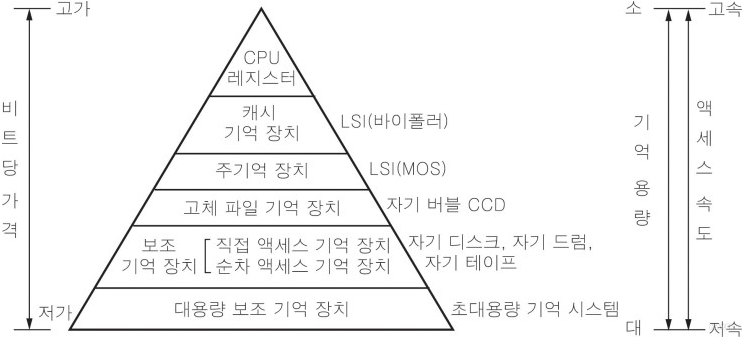 고가
소
고속
CPU
레지스터
캐시
기억 장치
LSI(바이폴러)
주기억 장치
LSI(MOS)
고체 파일 기억 장치
자기 버블 CCD
보조
기억 장치
직접 액세스 기억 장치
순차 액세스 기억 장치
자기 디스크, 자기 드럼,
자기 테이프
대용량 보조 기억 장치
초대용량 기억 시스템
비트당 가격
저가
기억 용량
액세스 속도
대
저속